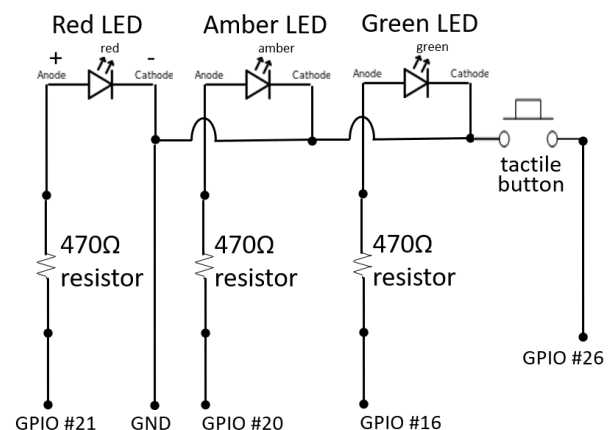 Red LED
Amber LED
Green LED
red
amber
green
+
-
Anode
Cathode
Anode
Cathode
Anode
Cathode
tactile
button
470Ω
resistor
470Ω
resistor
470Ω
resistor
GPIO #26
GPIO #21
GND
GPIO #20
GPIO #16